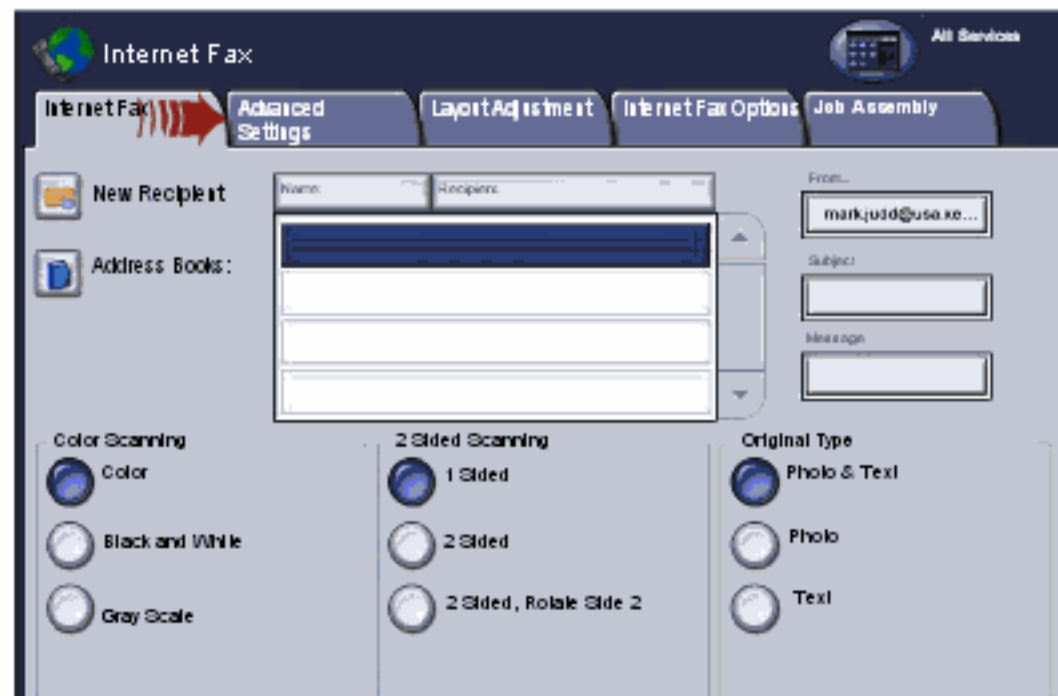 Internet Fax
All Services
Internet Fax
Advanced
Settings
Layout Adjustment
Internet Fax Options
Job Assembly
New Recipient
Name:
Recipient:
From...
mark.judd@usa.xe...
Address Books:
Subject
Message
Color Scanning
2 Sided Scanning
Original Type
Color
1 Sided
Photo & Text
Black and White
2 Sided
Photo
Gray Scale
2 Sided, Rotate Side 2
Text